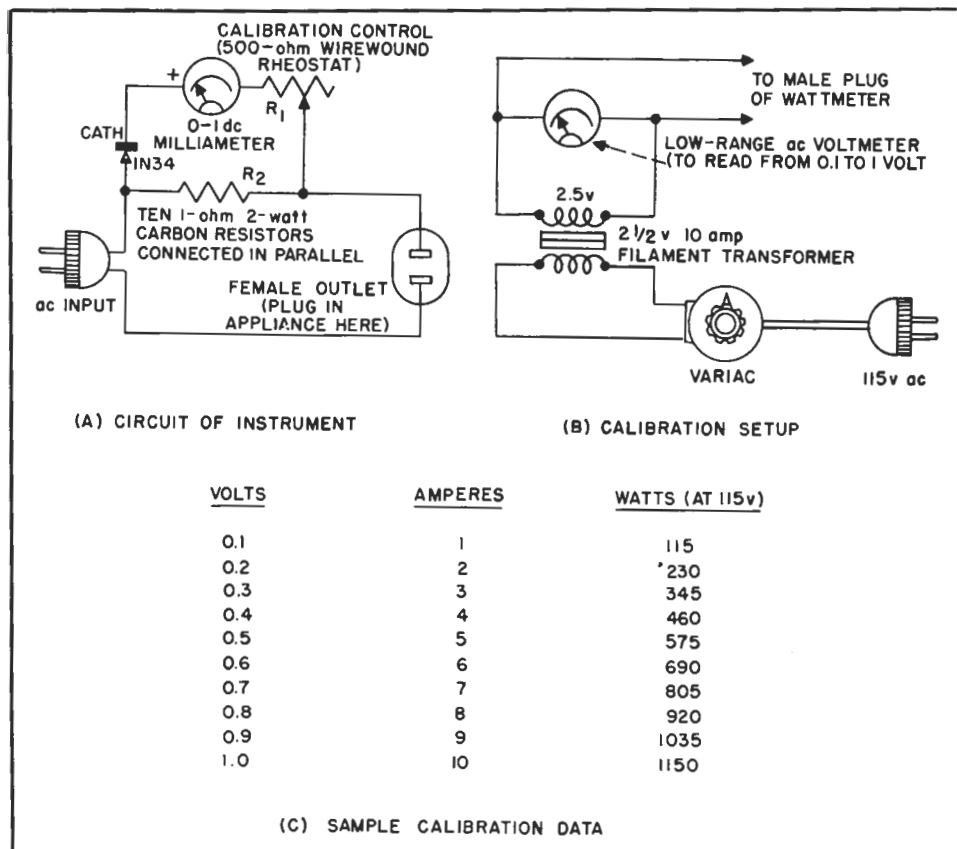 CALIBRATION CONTROL
(500-ohm WIREWOUND
RHEOSTAT)
+
R1
0-1 dc
MILLIAMETER
CATH
IN34
R2
TEN 1-ohm 2-watt
CARBON RESISTORS
CONNECTED IN PARALLEL
ac INPUT
FEMALE OUTLET
(PLUG IN
APPLIANCE HERE)
(A) CIRCUIT OF INSTRUMENT
TO MALE PLUG
OF WATTMETER
LOW-RANGE ac VOLTMETER
(TO READ FROM 0.1 TO 1 VOLT
2.5v
2 1/2 v 10 amp
FILAMENT TRANSFORMER
VARIAC
115v ac
(B) CALIBRATION SETUP
VOLTS AMPERES WATTS (AT 115v)
0.1 1 115
0.2 2 230
0.3 3 345
0.4 4 460
0.5 5 575
0.6 6 690
0.7 7 805
0.8 8 920
0.9 9 1035
1.0 10 1150
(C) SAMPLE CALIBRATION DATA